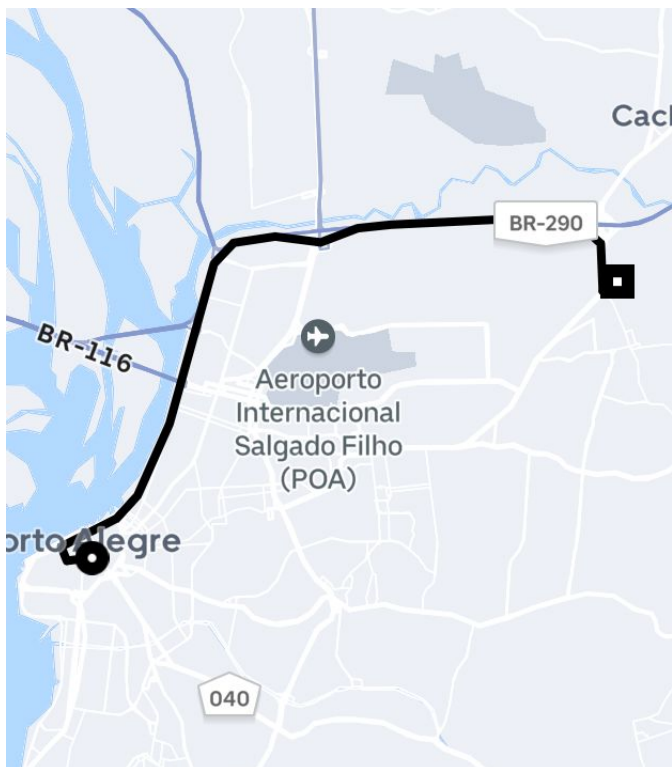 Cach
BR-290
BR-116
Aeroporto
Internacional
Salgado Filho
(POA)
orto Alegre
040